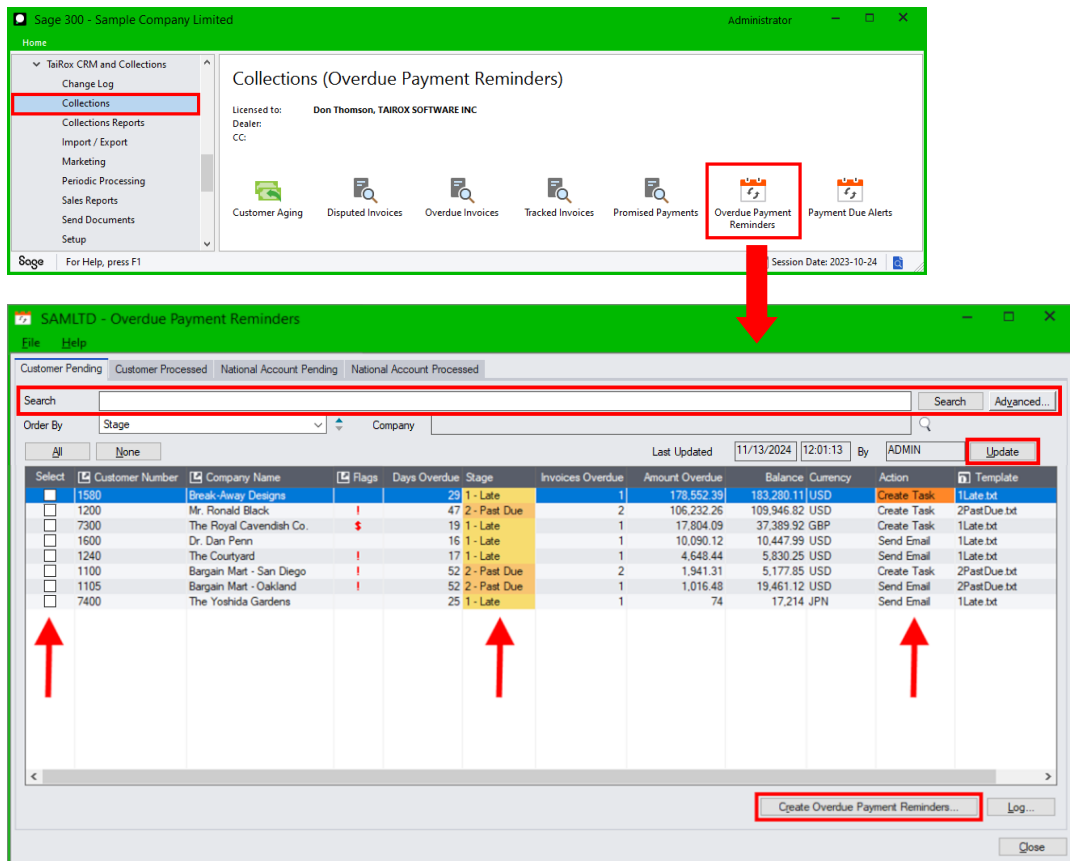 Sage 300 - Sample Company Limited
Administrator
Home
TaiRox CRM and Collections
Change Log
Collections
Collections Reports
Import / Export
Marketing
Periodic Processing
Sales Reports
Send Documents
Setup
Collections (Overdue Payment Reminders)
Licensed to: Don Thomson, TAIROX SOFTWARE INC
Dealer:
CC:
Customer Aging
Disputed Invoices
Overdue Invoices
Tracked Invoices
Promised Payments
Overdue Payment
Reminders
Payment Due Alerts
Sage For Help, press F1
Session Date: 2023-10-24
SAMLTD - Overdue Payment Reminders
File Help
Customer Pending Customer Processed National Account Pending National Account Processed
Search Search Advanced...
Order By Stage Company
All None Last Updated 11/13/2024 12:01:13 By ADMIN Update
Select Customer Number Company Name Flags Days Overdue Stage Invoices Overdue Amount Overdue Balance Currency Action Template
1580 Break-Away Designs 29 1 - Late 1 178,552.39 183,280.11 USD Create Task 1Late.txt
1200 Mr. Ronald Black ! 47 2 - Past Due 2 106,232.26 109,946.82 USD Create Task 2PastDue.txt
7300 The Royal Cavendish Co. $ 19 1 - Late 1 17,804.09 37,389.92 GBP Create Task 1Late.txt
1600 Dr. Dan Penn 16 1 - Late 1 10,090.12 10,447.99 USD Send Email 1Late.txt
1240 The Courtyard ! 17 1 - Late 1 4,648.44 5,830.25 USD Send Email 1Late.txt
1100 Bargain Mart - San Diego ! 52 2 - Past Due 2 1,941.31 5,177.85 USD Create Task 2PastDue.txt
1105 Bargain Mart - Oakland ! 52 2 - Past Due 1 1,016.48 19,461.12 USD Send Email 2PastDue.txt
7400 The Yoshida Gardens 25 1 - Late 1 74 17,214 JPN Send Email 1Late.txt
Create Overdue Payment Reminders... Log...
Close